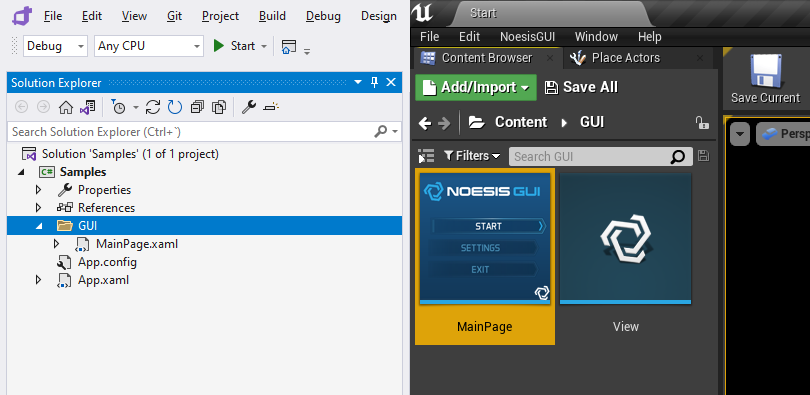 File Edit View Git Project Build Debug Design
Debug Any CPU Start
Solution Explorer
Search Solution Explorer (Ctrl+`)
Solution 'Samples' (1 of 1 project)
C# Samples
Properties
References
GUI
MainPage.xaml
App.config
App.xaml
Start
File Edit NoesisGUI Window Help
Content Browser Place Actors
Add/Import Save All
Content GUI
Filters Search GUI
NOESIS GUI
START
SETTINGS
EXIT
MainPage View
Save Current
Persp